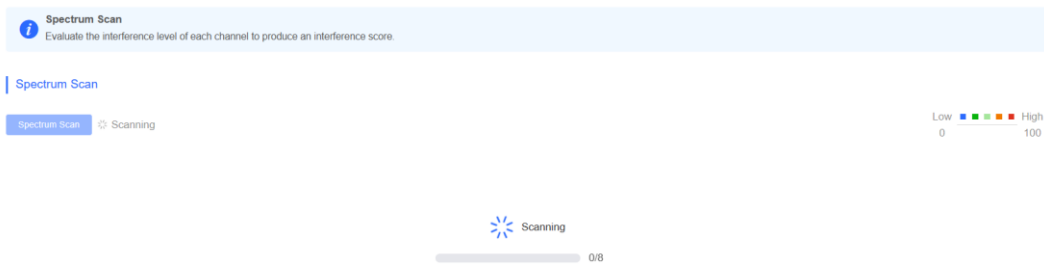 Spectrum Scan
Evaluate the interference level of each channel to produce an interference score.
Spectrum Scan
Spectrum Scan Scanning
Low High
0 100
Scanning
0/8